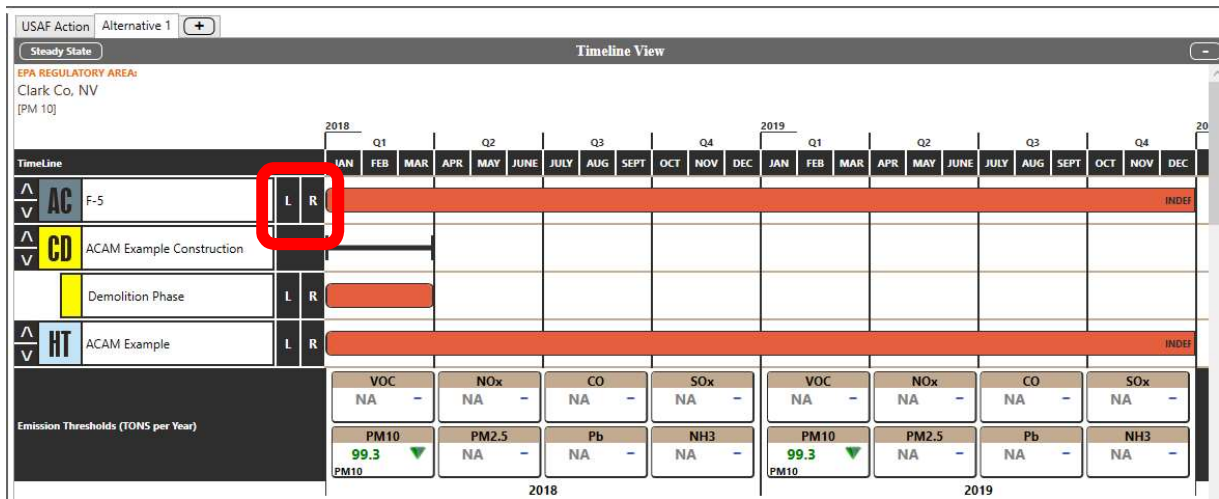 USAF Action Alternative 1 +
Steady State Timeline View -
EPA REGULATORY AREA:
Clark Co, NV
[PM 10]
2018 2019 20
Q1 Q2 Q3 Q4 Q1 Q2 Q3 Q4
TimeLine JAN FEB MAR APR MAY JUNE JULY AUG SEPT OCT NOV DEC JAN FEB MAR APR MAY JUNE JULY AUG SEPT OCT NOV DEC
AC F-5 L R INDEF
CD ACAM Example Construction
Demolition Phase L R
HT ACAM Example L R INDEF
VOC NOx CO SOx VOC NOx CO SOx
NA - NA - NA - NA - NA - NA - NA - NA -
Emission Thresholds (TONS per Year)
PM10 PM2.5 Pb NH3 PM10 PM2.5 Pb NH3
99.3 NA - NA - NA - 99.3 NA - NA - NA -
PM10 PM10
2018 2019